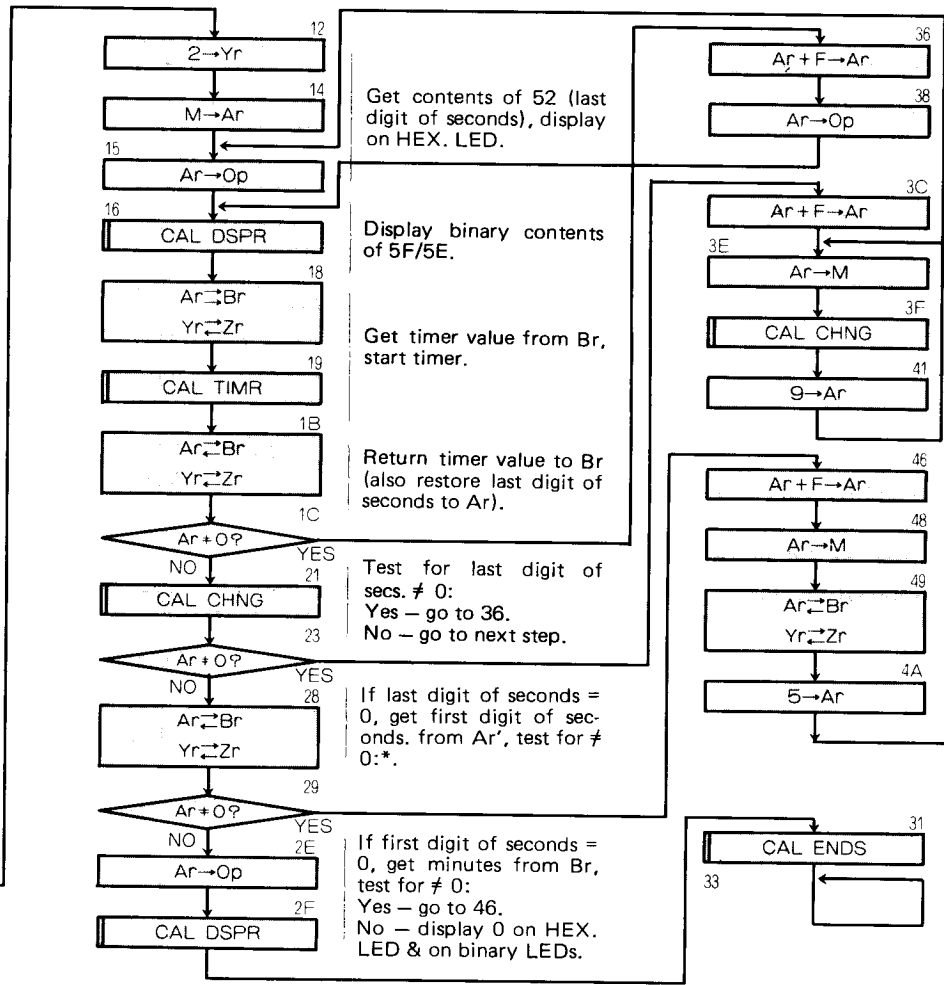 12
2→Yr
14
M→Ar
15
Ar→Op
16
CAL DSPR
18
Ar⇄Br
Yr⇄Zr
19
CAL TIMR
1B
Ar⇄Br
Yr⇄Zr
1C
Ar ≠ 0?
YES
NO
21
CAL CHNG
23
Ar ≠ 0?
YES
NO
28
Ar⇄Br
Yr⇄Zr
29
Ar ≠ 0?
YES
NO
2E
Ar→Op
2F
CAL DSPR
Get contents of 52 (last
digit of seconds), display
on HEX. LED.
Display binary contents
of 5F/5E.
Get timer value from Br,
start timer.
Return timer value to Br
(also restore last digit of
seconds to Ar).
Test for last digit of
secs. ≠ 0:
Yes – go to 36.
No – go to next step.
If last digit of seconds =
0, get first digit of sec-
onds. from Ar', test for ≠
0:*.
If first digit of seconds =
0, get minutes from Br,
test for ≠ 0:
Yes – go to 46.
No – display 0 on HEX.
LED & on binary LEDs.
36
Ar + F→Ar
38
Ar→Op
3C
Ar + F→Ar
3E
Ar→M
3F
CAL CHNG
41
9→Ar
46
Ar + F→Ar
48
Ar→M
49
Ar⇄Br
Yr⇄Zr
4A
5→Ar
31
CAL ENDS
33